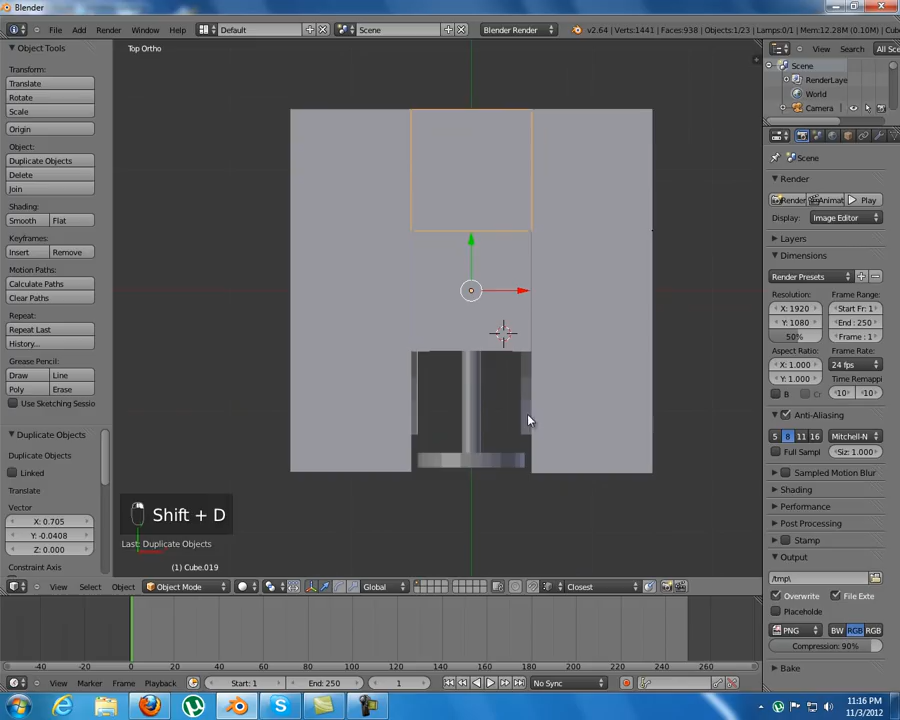 Blender
File Add Render Window Help Default Scene Blender Render v2.64 | Verts:1441 | Faces:938 | Objects:1/23 | Lamps:0/1 | Mem:12.28M (0.10M) | Cube
Object Tools
Transform:
Translate
Rotate
Scale
Origin
Object:
Duplicate Objects
Delete
Join
Shading:
Smooth Flat
Keyframes:
Insert Remove
Motion Paths:
Calculate Paths
Clear Paths
Repeat:
Repeat Last
History...
Grease Pencil:
Draw Line
Poly Erase
Use Sketching Sessio
Duplicate Objects
Duplicate Objects
Linked
Translate
Vector
X: 0.705
Y: -0.0408
Z: 0.000
Constraint Axis
Top Ortho
Shift + D
Last: Duplicate Objects
(1) Cube.019
View Select Object Object Mode Global Closest
-40 -20 0 20 40 60 80 100 120 140 160 180 200 220 240 260
View Marker Frame Playback Start: 1 End: 250 1 No Sync
View Search All Sce
Scene
RenderLaye
World
Camera
Scene
Render
Render Animat Play
Display: Image Editor
Layers
Dimensions
Render Presets
Resolution: Frame Range:
X: 1920 Start Fr: 1
Y: 1080 End : 250
50% Frame : 1
Aspect Ratio: Frame Rate:
X: 1.000 24 fps
Y: 1.000 Time Remappi
B Cr 10 10
Anti-Aliasing
5 8 11 16 Mitchell-N
Full Sampl Siz: 1.000
Sampled Motion Blur
Shading
Performance
Post Processing
Stamp
Output
/tmp\
Overwrite File Exte
Placeholde
PNG BW RGB RGB
Compression: 90%
Bake
11:16 PM
11/3/2012